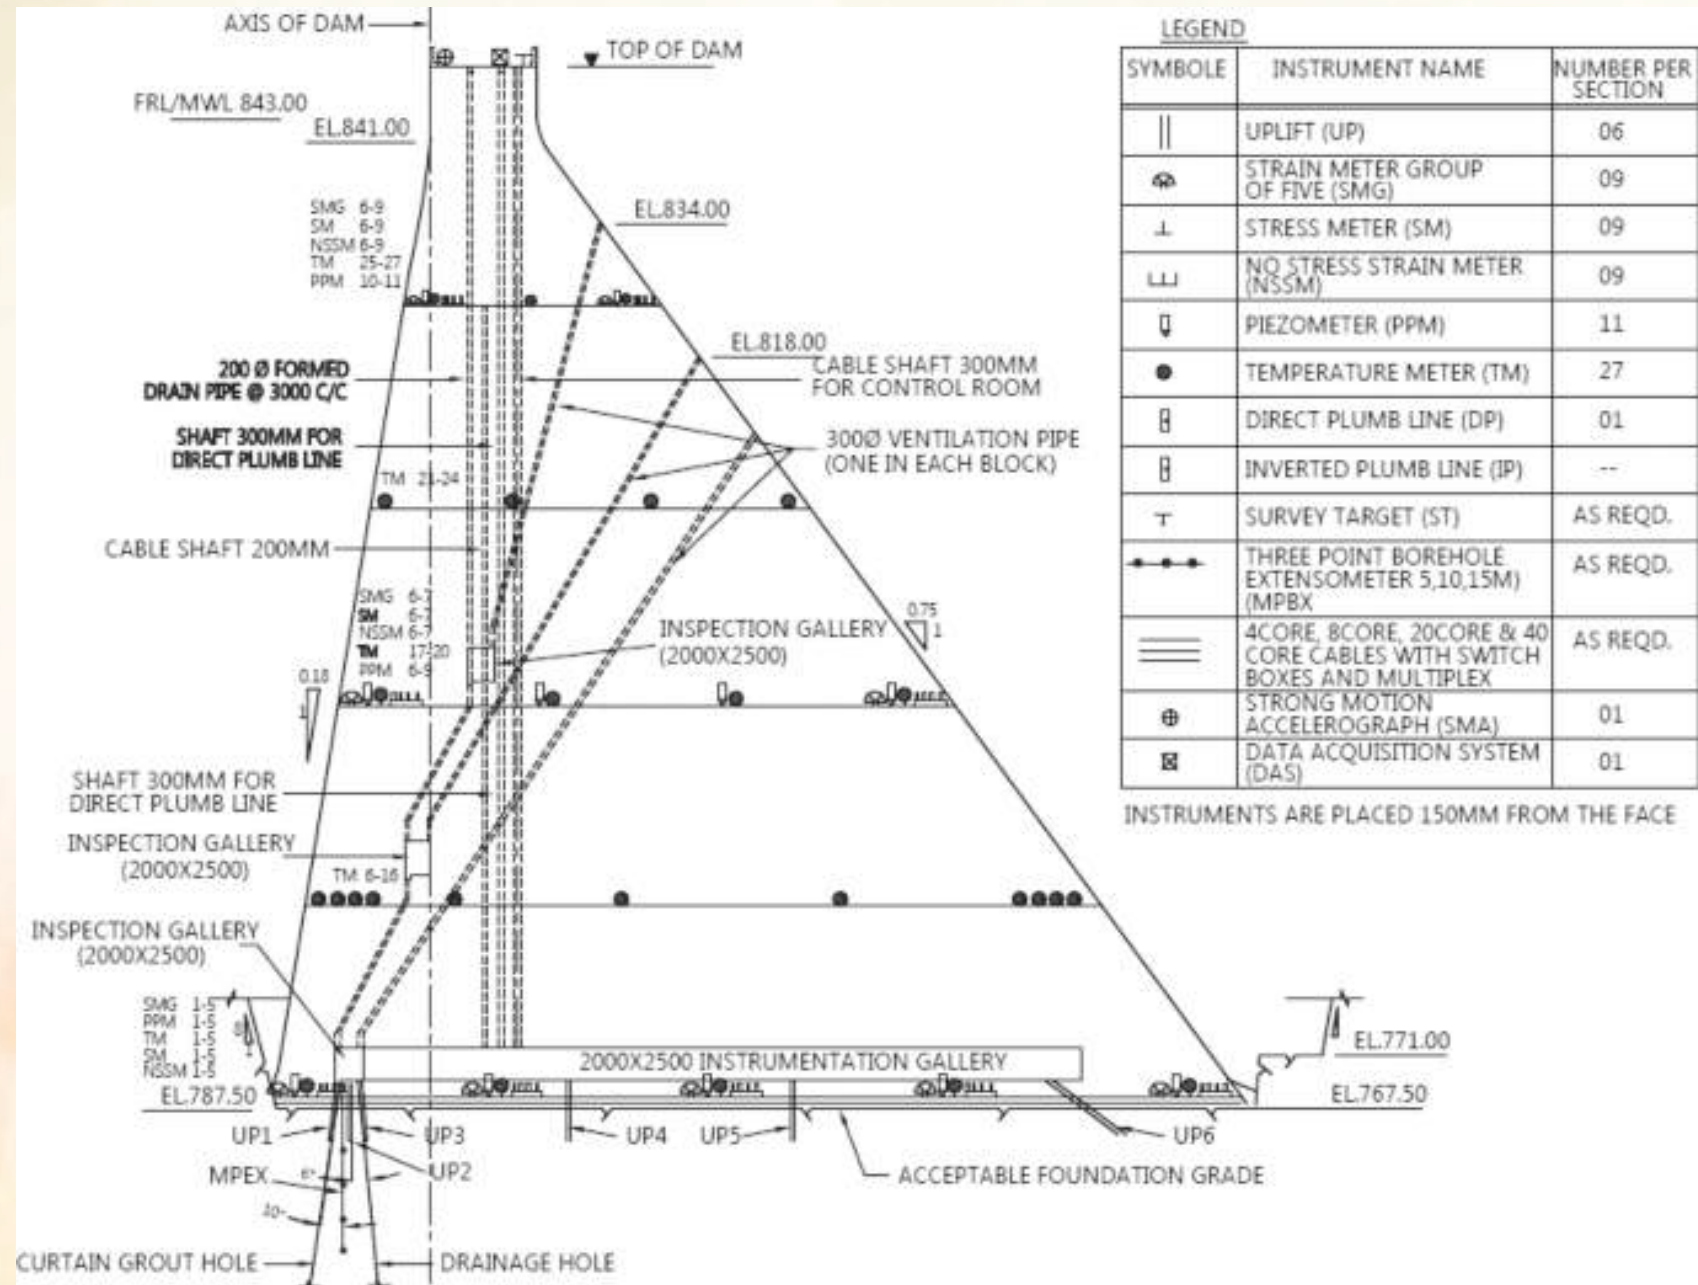 AXIS OF DAM
TOP OF DAM
FRL/MWL 843.00
EL.841.00
SMG 6-9
SM 6-9
NSSM 6-9
TM 25-27
PPM 10-11
EL.834.00
EL.818.00
200 Ø FORMED
DRAIN PIPE @ 3000 C/C
CABLE SHAFT 300MM
FOR CONTROL ROOM
SHAFT 300MM FOR
DIRECT PLUMB LINE
300Ø VENTILATION PIPE
(ONE IN EACH BLOCK)
TM 21-24
CABLE SHAFT 200MM
SMG 6-7
SM 6-7
NSSM 6-7
TM 17-20
PPM 6-9
INSPECTION GALLERY
(2000X2500)
0.75
1
0.18
1
SHAFT 300MM FOR
DIRECT PLUMB LINE
INSPECTION GALLERY
(2000X2500)
TM 6-16
INSPECTION GALLERY
(2000X2500)
SMG 1-5
PPM 1-5
TM 1-5
SM 1-5
NSSM 1-5
EL.787.50
2000X2500 INSTRUMENTATION GALLERY
EL.771.00
EL.767.50
UP1
UP3
UP4
UP5
UP6
MPEX
6°
UP2
ACCEPTABLE FOUNDATION GRADE
10°
CURTAIN GROUT HOLE
DRAINAGE HOLE
LEGEND
SYMBOLE INSTRUMENT NAME NUMBER PER
SECTION
UPLIFT (UP) 06
STRAIN METER GROUP
OF FIVE (SMG) 09
STRESS METER (SM) 09
NO STRESS STRAIN METER
(NSSM) 09
PIEZOMETER (PPM) 11
TEMPERATURE METER (TM) 27
DIRECT PLUMB LINE (DP) 01
INVERTED PLUMB LINE (IP) --
SURVEY TARGET (ST) AS REQD.
THREE POINT BOREHOLE
EXTENSOMETER 5,10,15M) AS REQD.
(MPBX
4CORE, 8CORE, 20CORE & 40
CORE CABLES WITH SWITCH AS REQD.
BOXES AND MULTIPLEX
STRONG MOTION
ACCELEROGRAPH (SMA) 01
DATA ACQUISITION SYSTEM
(DAS) 01
INSTRUMENTS ARE PLACED 150MM FROM THE FACE